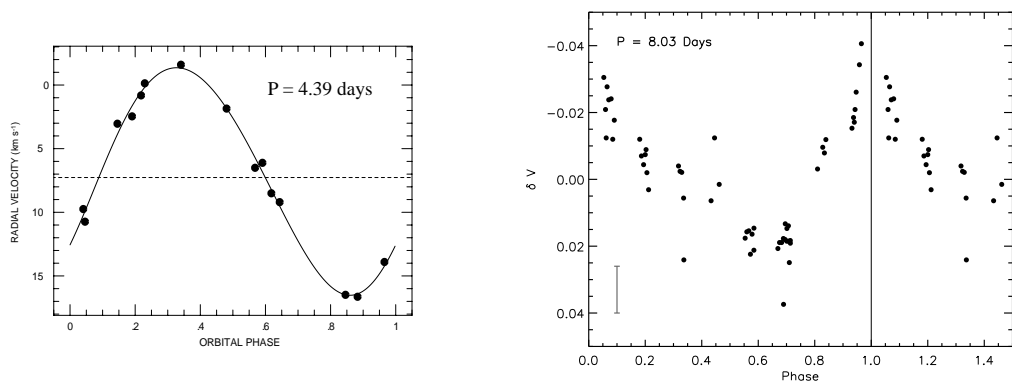 P = 4.39 days
0
5
10
15
RADIAL VELOCITY (km s⁻¹)
0 .2 .4 .6 .8 1
ORBITAL PHASE
P = 8.03 Days
-0.04
-0.02
0.00
0.02
0.04
δ V
0.0 0.2 0.4 0.6 0.8 1.0 1.2 1.4
Phase